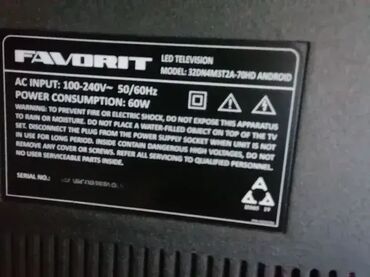 FAVORIT
LED TELEVISION
MODEL: 32DN4M3T2A-70HD ANDROID
AC INPUT: 100-240V~ 50/60Hz
POWER CONSUMPTION: 60W
WARNING: TO PREVENT FIRE OR ELECTRIC SHOCK, DO NOT EXPOSE THIS APPARATUS
TO RAIN OR MOISTURE. DO NOT PLACE A WATER-FILLED OBJECT ON TOP OF THE TV
SET. DISCONNECT THE PLUG FROM THE POWER SUPPLY SOCKET WHEN UNIT IS NOT
IN USE FOR LONG PERIOD. INSIDE CONTAIN DANGEROUS HIGH VOLTAGES, DO NOT
REMOVE ANY COVER OR SCREWS. REFER ALL SERVICING TO QUALIFIED PERSONNEL.
NO USER SERVICEABLE PARTS INSIDE.
SERIAL NO.: